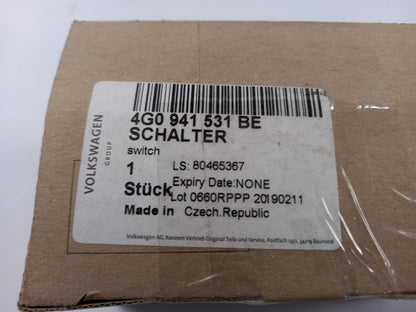 VOLKSWAGEN
GROUP
4G0 941 531 BE
SCHALTER
switch
1
LS: 80465367
Stück
Expiry Date:NONE
Lot 0660RPPP 20190211
Made in Czech.Republic
Volkswagen AG, Konzern Vertrieb Original Teile und Service, Postfach 1450, 34219 Baunatal